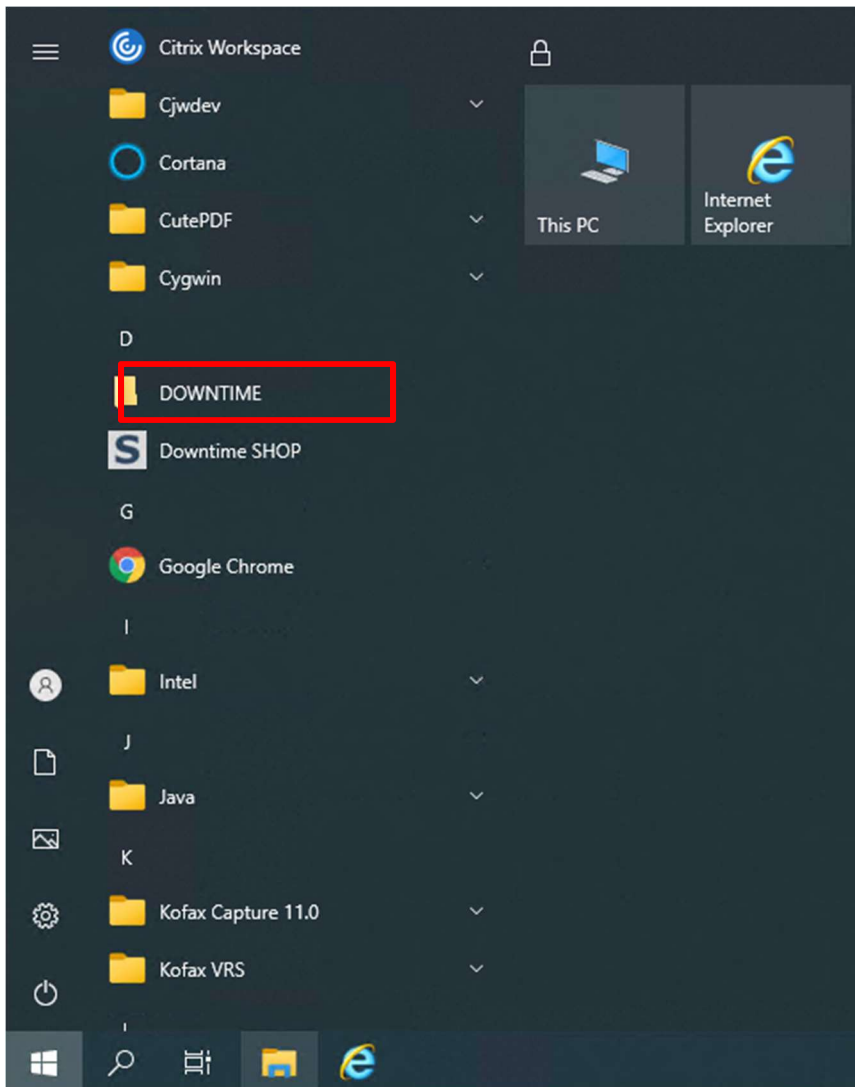 Citrix Workspace
Cjwdev
Cortana
CutePDF
Cygwin
D
DOWNTIME
Downtime SHOP
G
Google Chrome
I
Intel
J
Java
K
Kofax Capture 11.0
Kofax VRS
This PC
Internet
Explorer